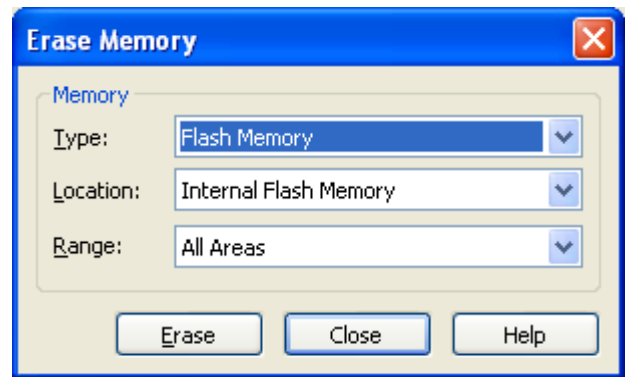 Erase Memory
Memory
Type: Flash Memory
Location: Internal Flash Memory
Range: All Areas
Erase Close Help